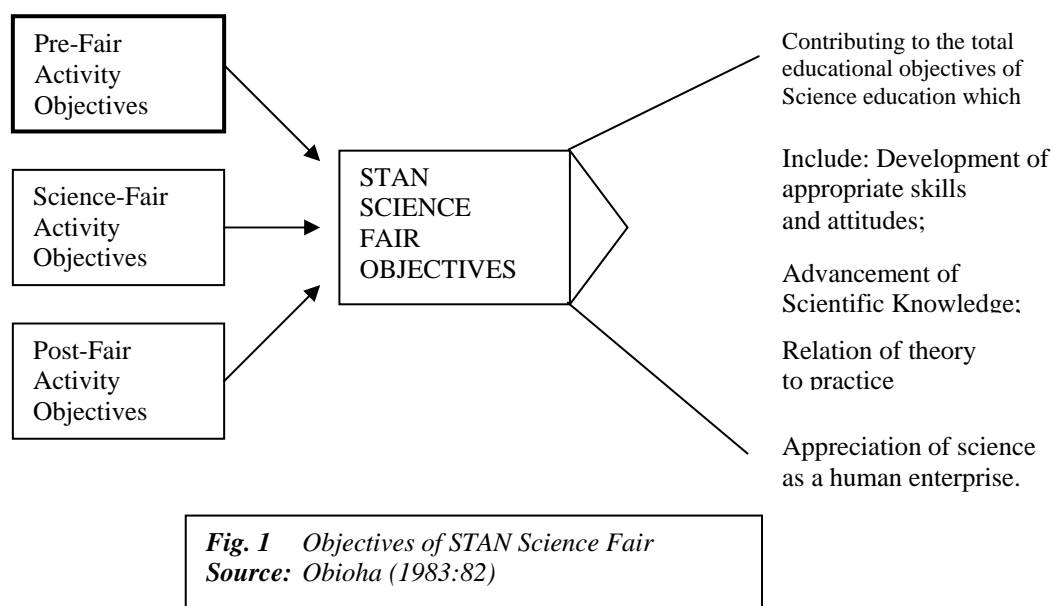 Pre-Fair
Activity
Objectives
Science-Fair
Activity
Objectives
Post-Fair
Activity
Objectives
STAN
SCIENCE
FAIR
OBJECTIVES
Contributing to the total
educational objectives of
Science education which
Include: Development of
appropriate skills
and attitudes;
Advancement of
Scientific Knowledge;
Relation of theory
to practice
Appreciation of science
as a human enterprise.
Fig. 1 Objectives of STAN Science Fair
Source: Obioha (1983:82)